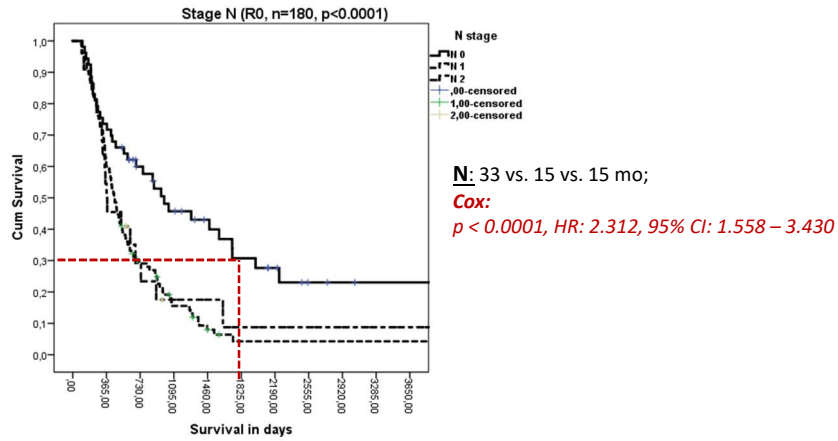 Stage N (R0, n=180, p<0.0001)
N stage
N 0
N 1
N 2
,00-censored
1,00-censored
2,00-censored
Cum Survival
1,0
0,9
0,8
0,7
0,6
0,5
0,4
0,3
0,2
0,1
0,0
,00
365,00
730,00
1095,00
1460,00
1825,00
2190,00
2555,00
2920,00
3285,00
3650,00
Survival in days
N: 33 vs. 15 vs. 15 mo;
Cox:
p < 0.0001, HR: 2.312, 95% CI: 1.558 – 3.430